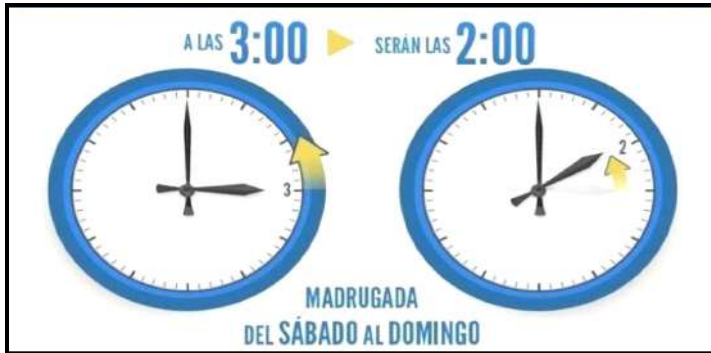 A LAS 3:00 SERÁN LAS 2:00
3
2
MADRUGADA
DEL SÁBADO AL DOMINGO